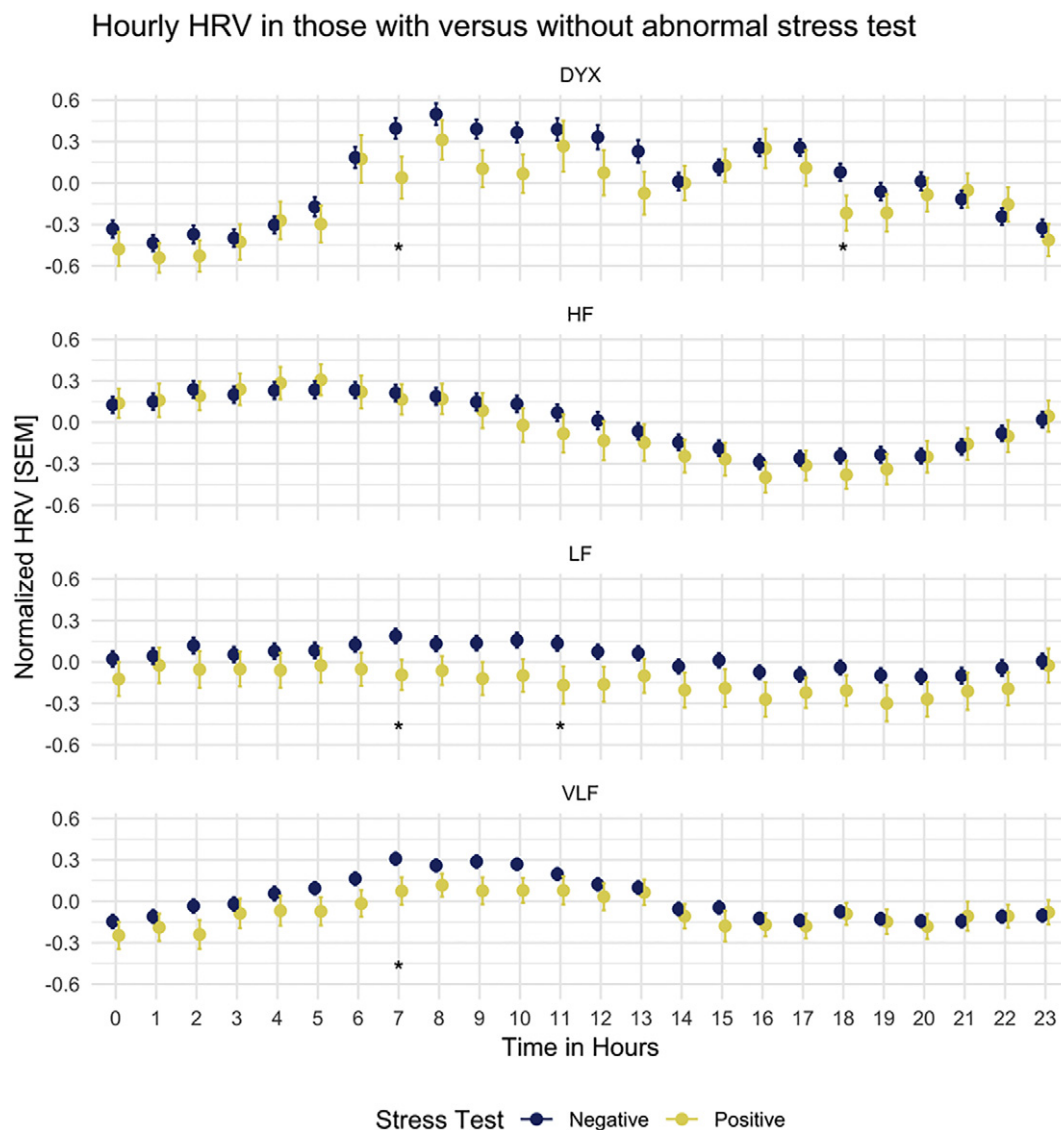 Hourly HRV in those with versus without abnormal stress test
DYX
0.6
0.3
0.0
-0.3
-0.6
* *
HF
0.6
0.3
0.0
-0.3
-0.6
LF
0.6
0.3
0.0
-0.3
-0.6
* *
VLF
0.6
0.3
0.0
-0.3
-0.6
*
Normalized HRV [SEM]
0 1 2 3 4 5 6 7 8 9 10 11 12 13 14 15 16 17 18 19 20 21 22 23
Time in Hours
Stress Test Negative Positive